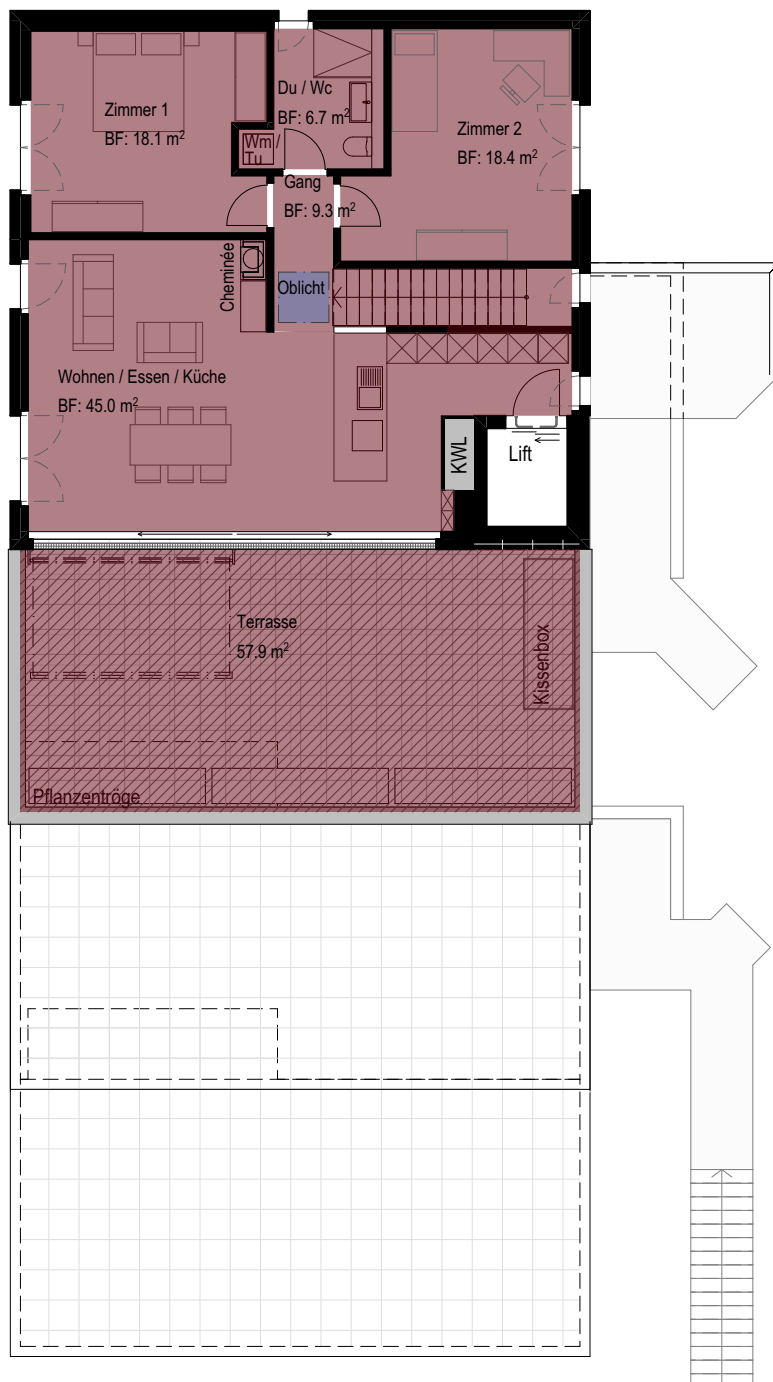 Zimmer 1
BF: 18.1 m²
Du / Wc
BF: 6.7 m²
Wm /
Tu
Zimmer 2
BF: 18.4 m²
Gang
BF: 9.3 m²
Cheminée
Oblicht
Wohnen / Essen / Küche
BF: 45.0 m²
KWL
Lift
Terrasse
57.9 m²
Kissenbox
Pflanzentröge